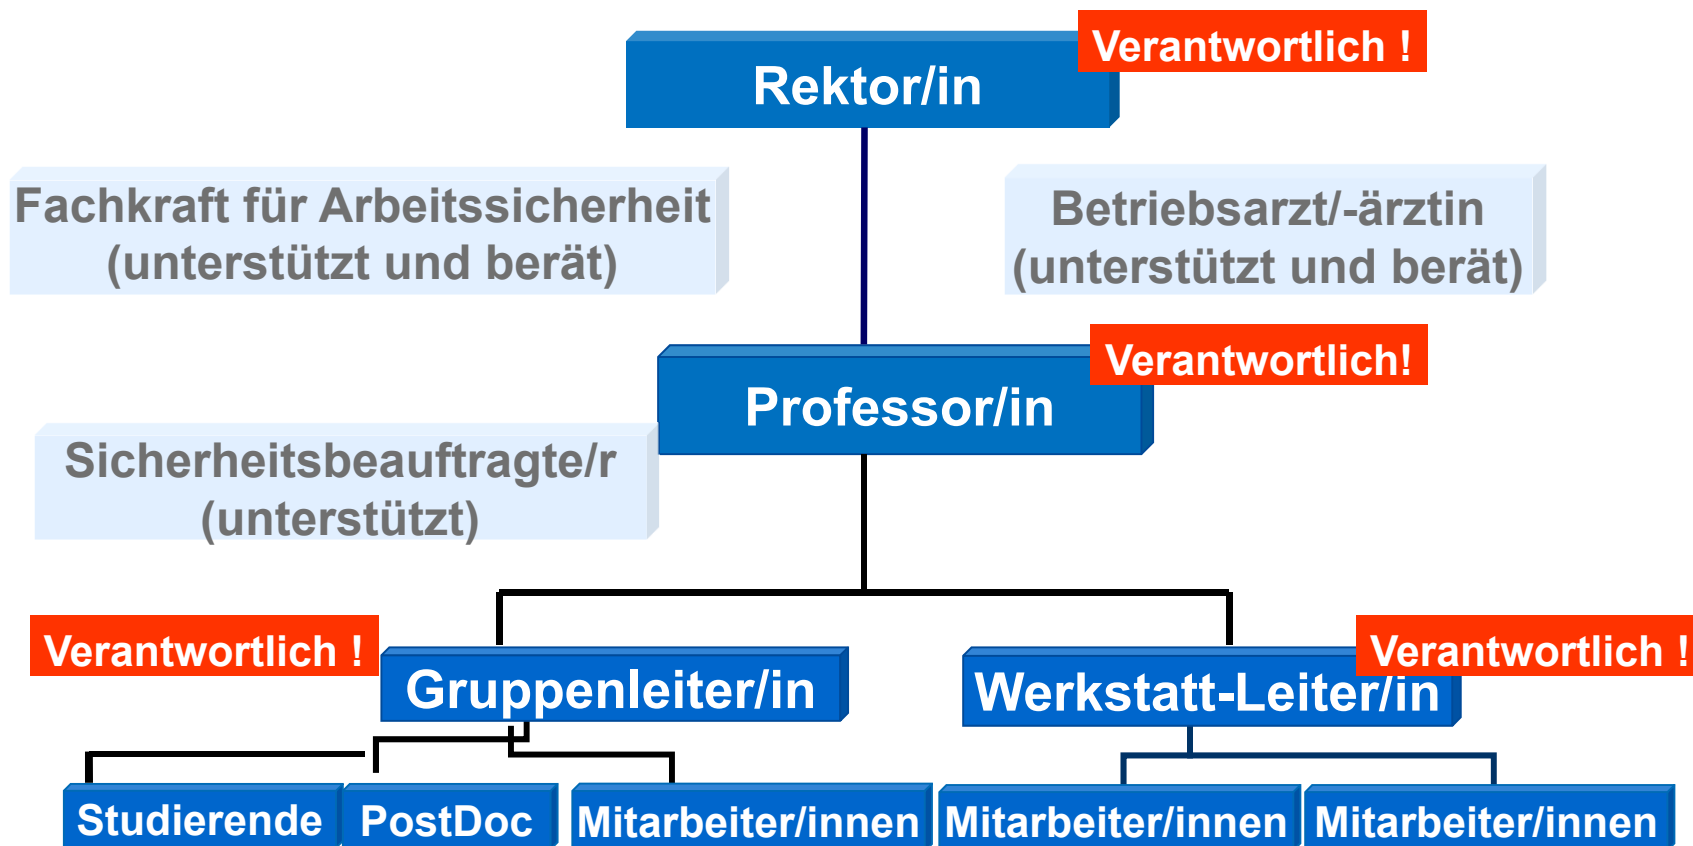 Verantwortlich !
Rektor/in
Fachkraft für Arbeitssicherheit
(unterstützt und berät)
Betriebsarzt/-ärztin
(unterstützt und berät)
Verantwortlich!
Professor/in
Sicherheitsbeauftragte/r
(unterstützt)
Verantwortlich !
Gruppenleiter/in
Verantwortlich !
Werkstatt-Leiter/in
Studierende
PostDoc
Mitarbeiter/innen
Mitarbeiter/innen
Mitarbeiter/innen